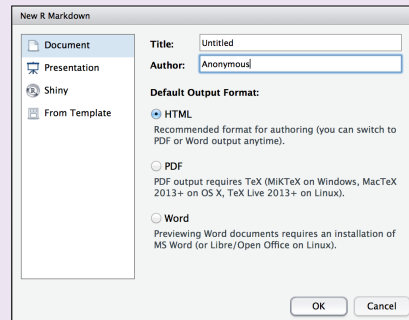 New R Markdown
Document
Presentation
Shiny
From Template
Title: Untitled
Author: Anonymous
Default Output Format:
HTML
Recommended format for authoring (you can switch to
PDF or Word output anytime).
PDF
PDF output requires TeX (MiKTeX on Windows, MacTeX
2013+ on OS X, TeX Live 2013+ on Linux).
Word
Previewing Word documents requires an installation of
MS Word (or Libre/Open Office on Linux).
OK Cancel